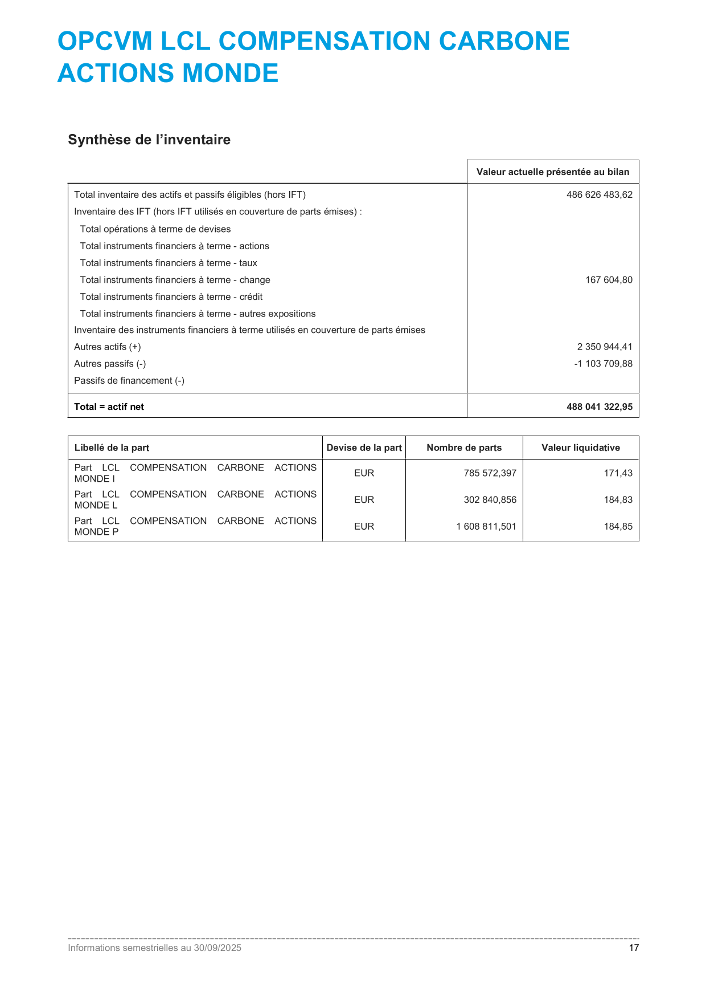 OPCVM LCL COMPENSATION CARBONE
ACTIONS MONDE
Synthèse de l’inventaire
Valeur actuelle présentée au bilan
Total inventaire des actifs et passifs éligibles (hors IFT) 486 626 483,62
Inventaire des IFT (hors IFT utilisés en couverture de parts émises) :
Total opérations à terme de devises
Total instruments financiers à terme - actions
Total instruments financiers à terme - taux
Total instruments financiers à terme - change 167 604,80
Total instruments financiers à terme - crédit
Total instruments financiers à terme - autres expositions
Inventaire des instruments financiers à terme utilisés en couverture de parts émises
Autres actifs (+) 2 350 944,41
Autres passifs (-) -1 103 709,88
Passifs de financement (-)
Total = actif net 488 041 322,95
Libellé de la part Devise de la part Nombre de parts Valeur liquidative
Part LCL COMPENSATION CARBONE ACTIONS
MONDE I EUR 785 572,397 171,43
Part LCL COMPENSATION CARBONE ACTIONS
MONDE L EUR 302 840,856 184,83
Part LCL COMPENSATION CARBONE ACTIONS
MONDE P EUR 1 608 811,501 184,85
Informations semestrielles au 30/09/2025 17